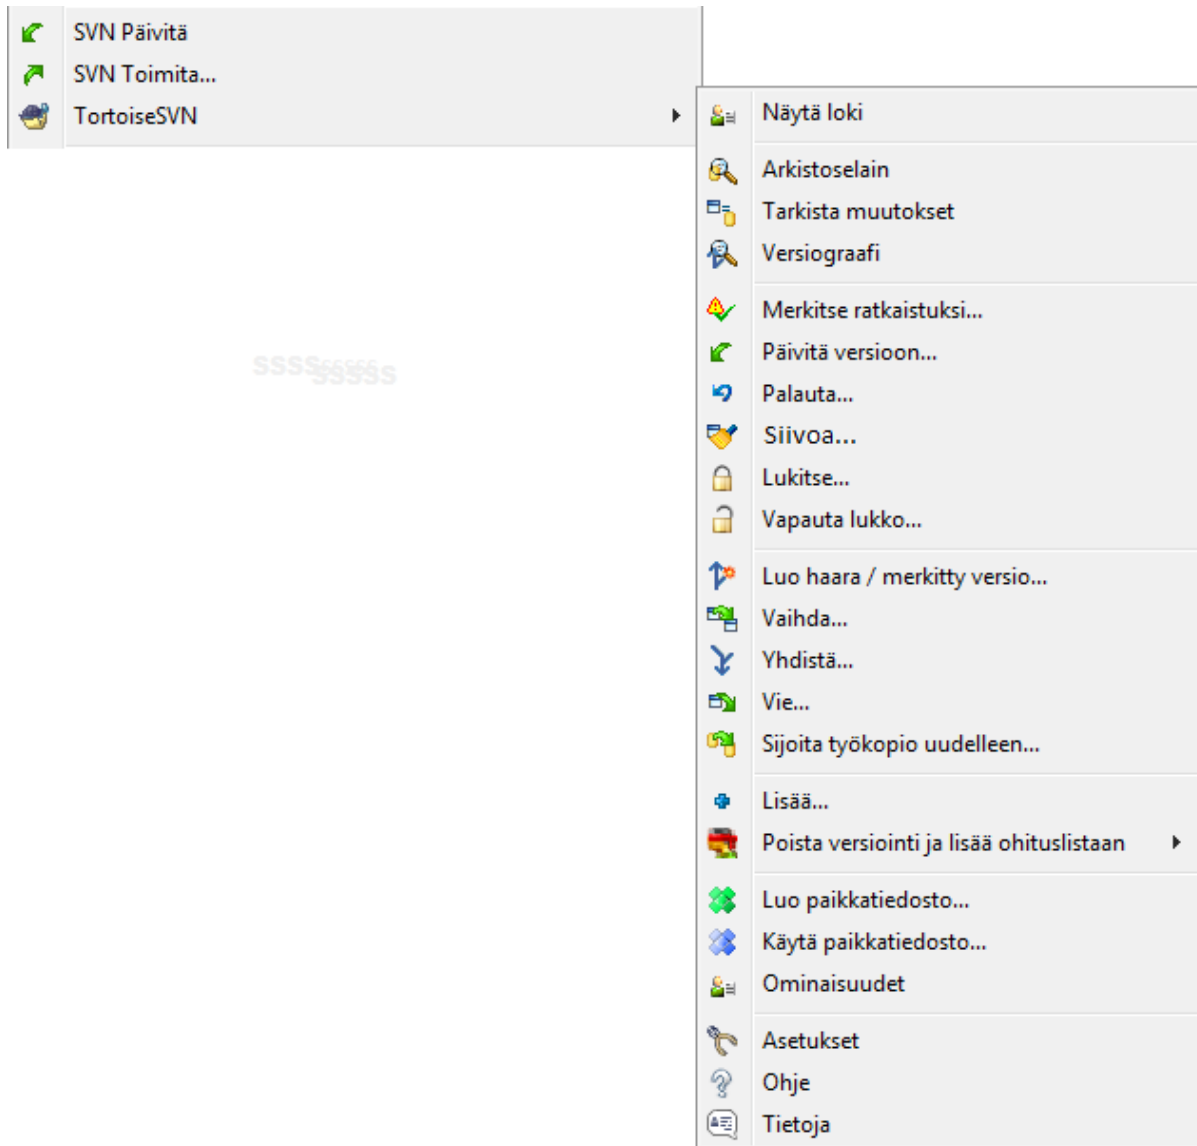 SVN Päivitä
SVN Toimita...
TortoiseSVN
Näytä loki
Arkistoselain
Tarkista muutokset
Versiograafi
Merkitse ratkaistuksi...
Päivitä versioon...
Palauta...
Siivoa...
Lukitse...
Vapauta lukko...
Luo haara / merkitty versio...
Vaihda...
Yhdistä...
Vie...
Sijoita työkopio uudelleen...
Lisää...
Poista versiointi ja lisää ohituslistaan
Luo paikkatiedosto...
Käytä paikkatiedosto...
Ominaisuudet
Asetukset
Ohje
Tietoja